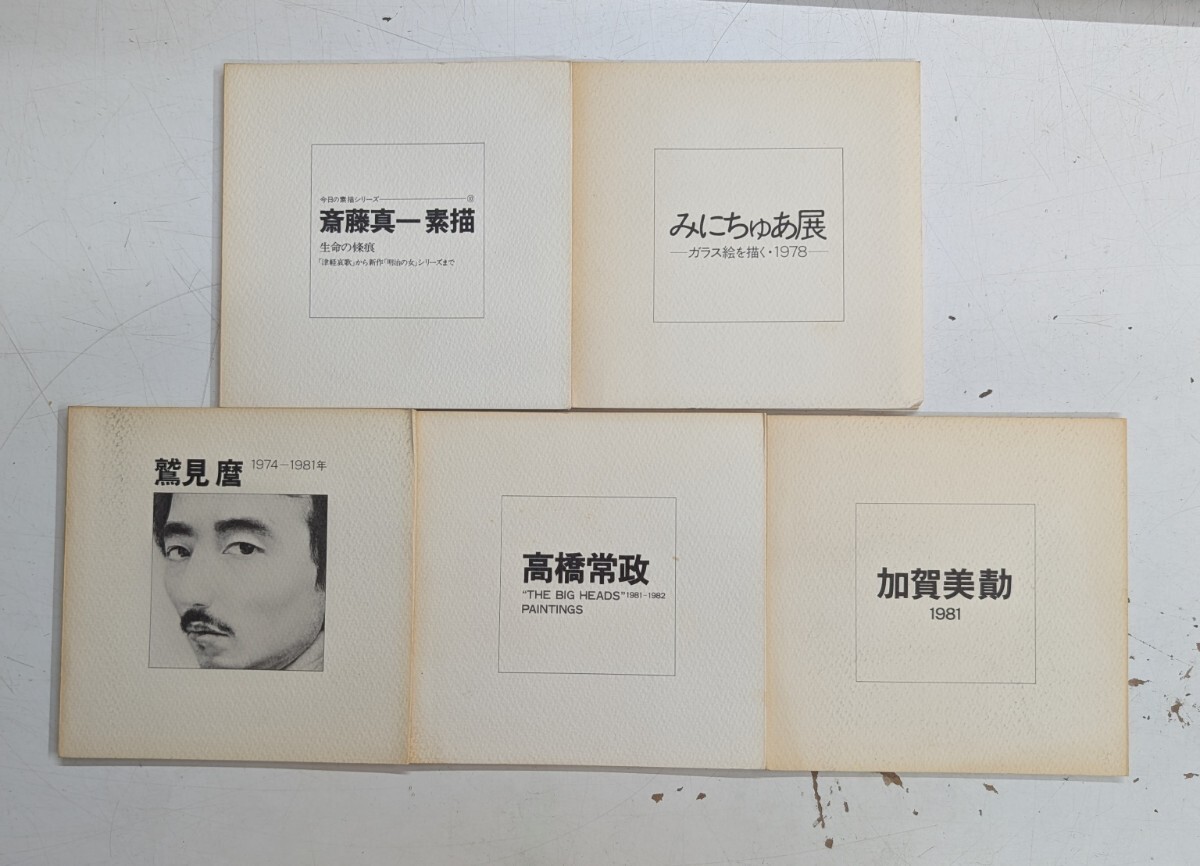 今日の素描シリーズ
斎藤真一 素描
生命の條痕
「津軽哀歌」から新作「明治の女」シリーズまで
みにちゅあ展
ガラス絵を描く・1978
鷲見麿 1974－1981年
高橋常政
"THE BIG HEADS" 1981-1982
PAINTINGS
加賀美勣
1981